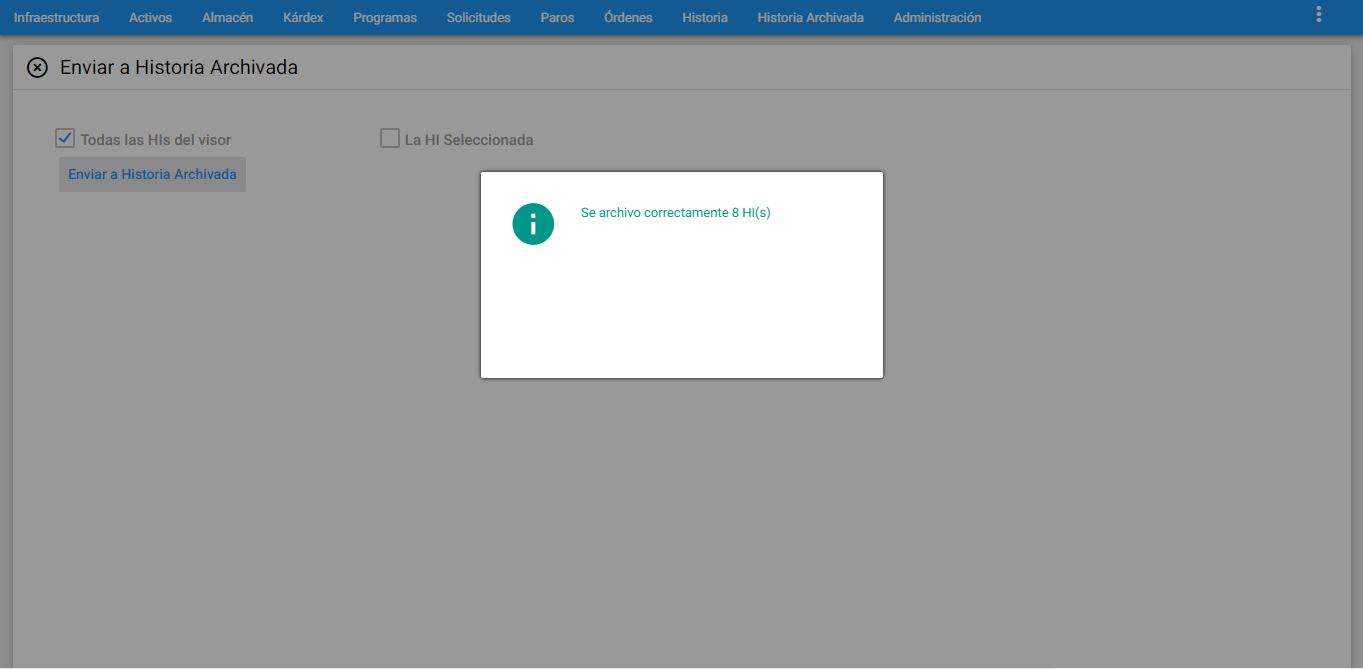 Infraestructura Activos Almacén Kárdex Programas Solicitudes Paros Órdenes Historia Historia Archivada Administración
Enviar a Historia Archivada
Todas las HIs del visor La HI Seleccionada
Enviar a Historia Archivada
Se archivo correctamente 8 HI(s)